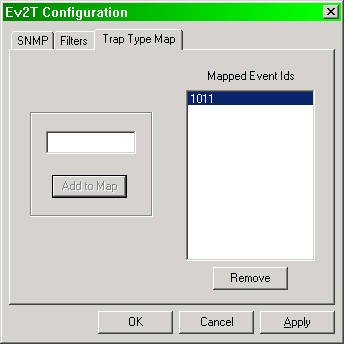 Ev2T Configuration
SNMP Filters Trap Type Map
Mapped Event Ids
1011
Add to Map
Remove
OK Cancel Apply